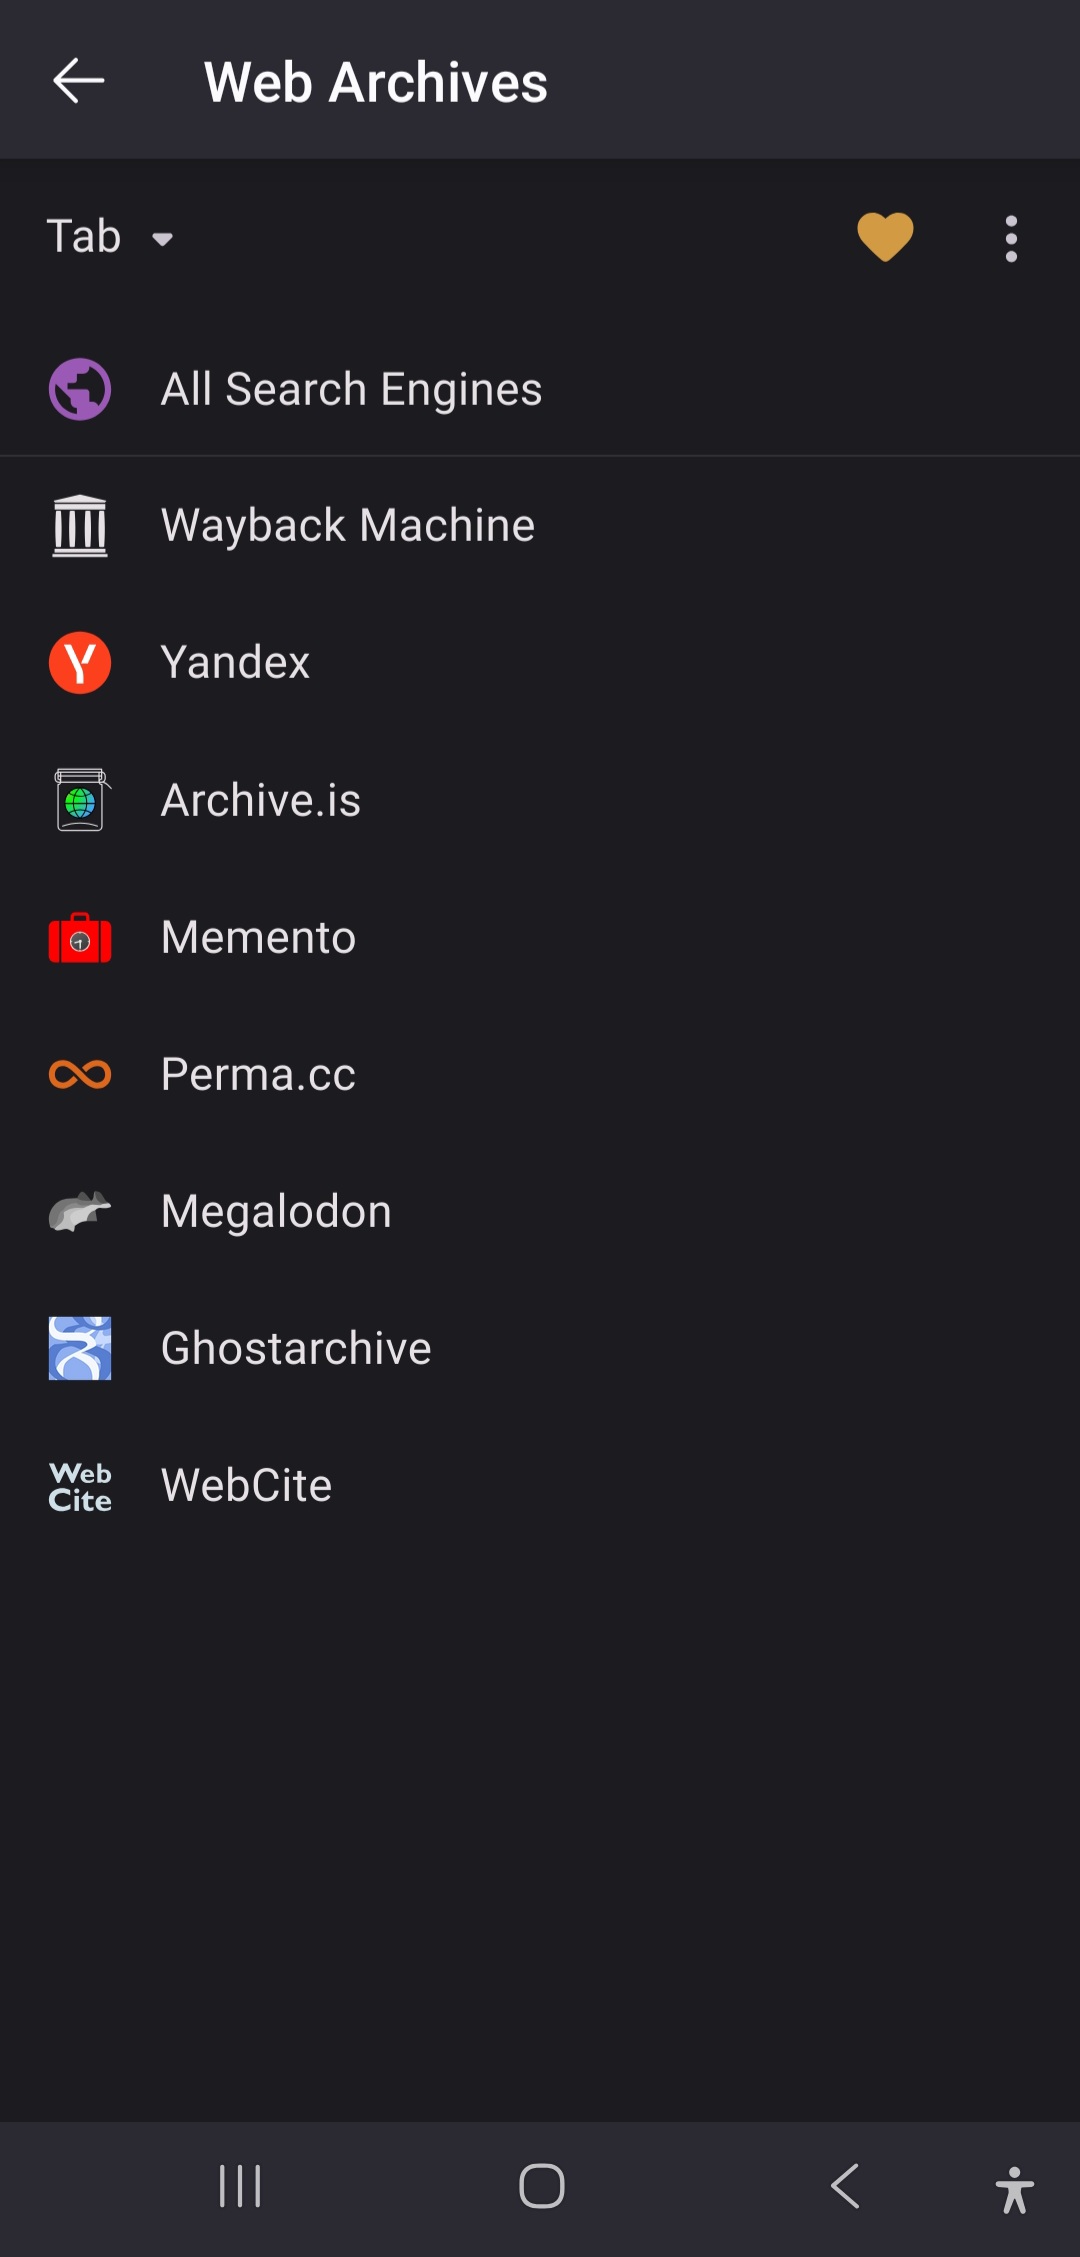 Web Archives
Tab
All Search Engines
Wayback Machine
Yandex
Archive.is
Memento
Perma.cc
Megalodon
Ghostarchive
Web
Cite
WebCite